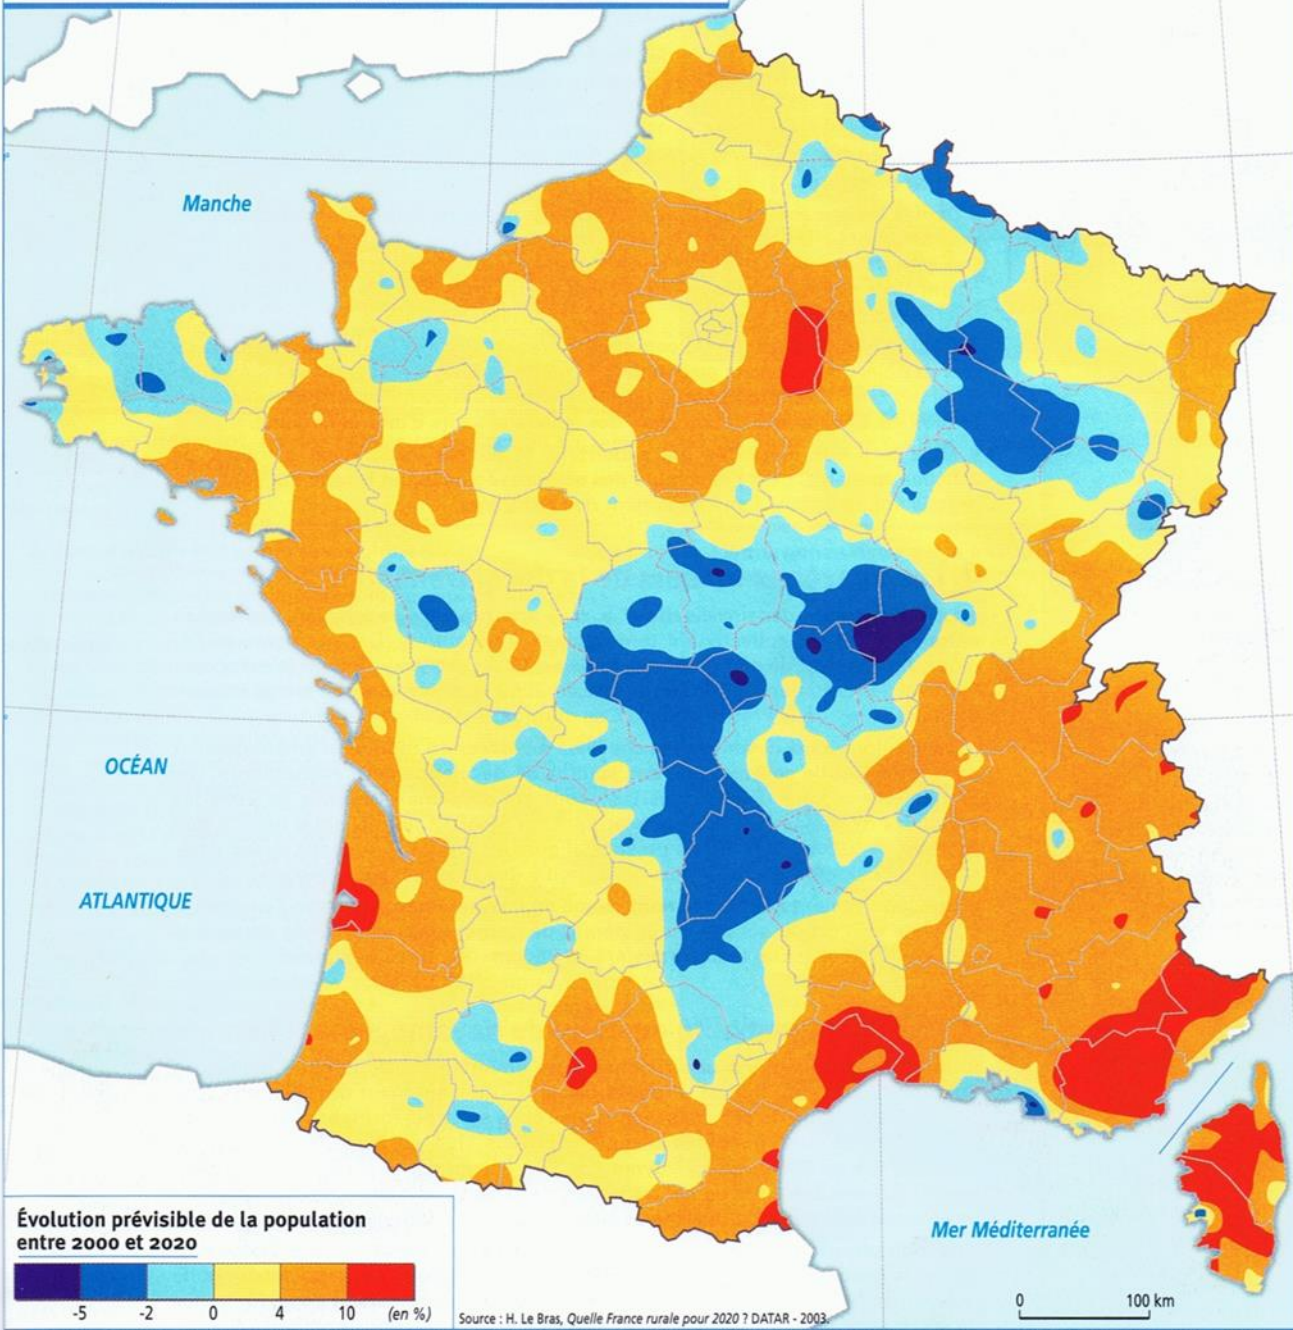 Manche
OCÉAN
ATLANTIQUE
Mer Méditerranée
Évolution prévisible de la population
entre 2000 et 2020
-5 -2 0 4 10 (en %)
Source : H. Le Bras, Quelle France rurale pour 2020 ? DATAR - 2003.
0 100 km